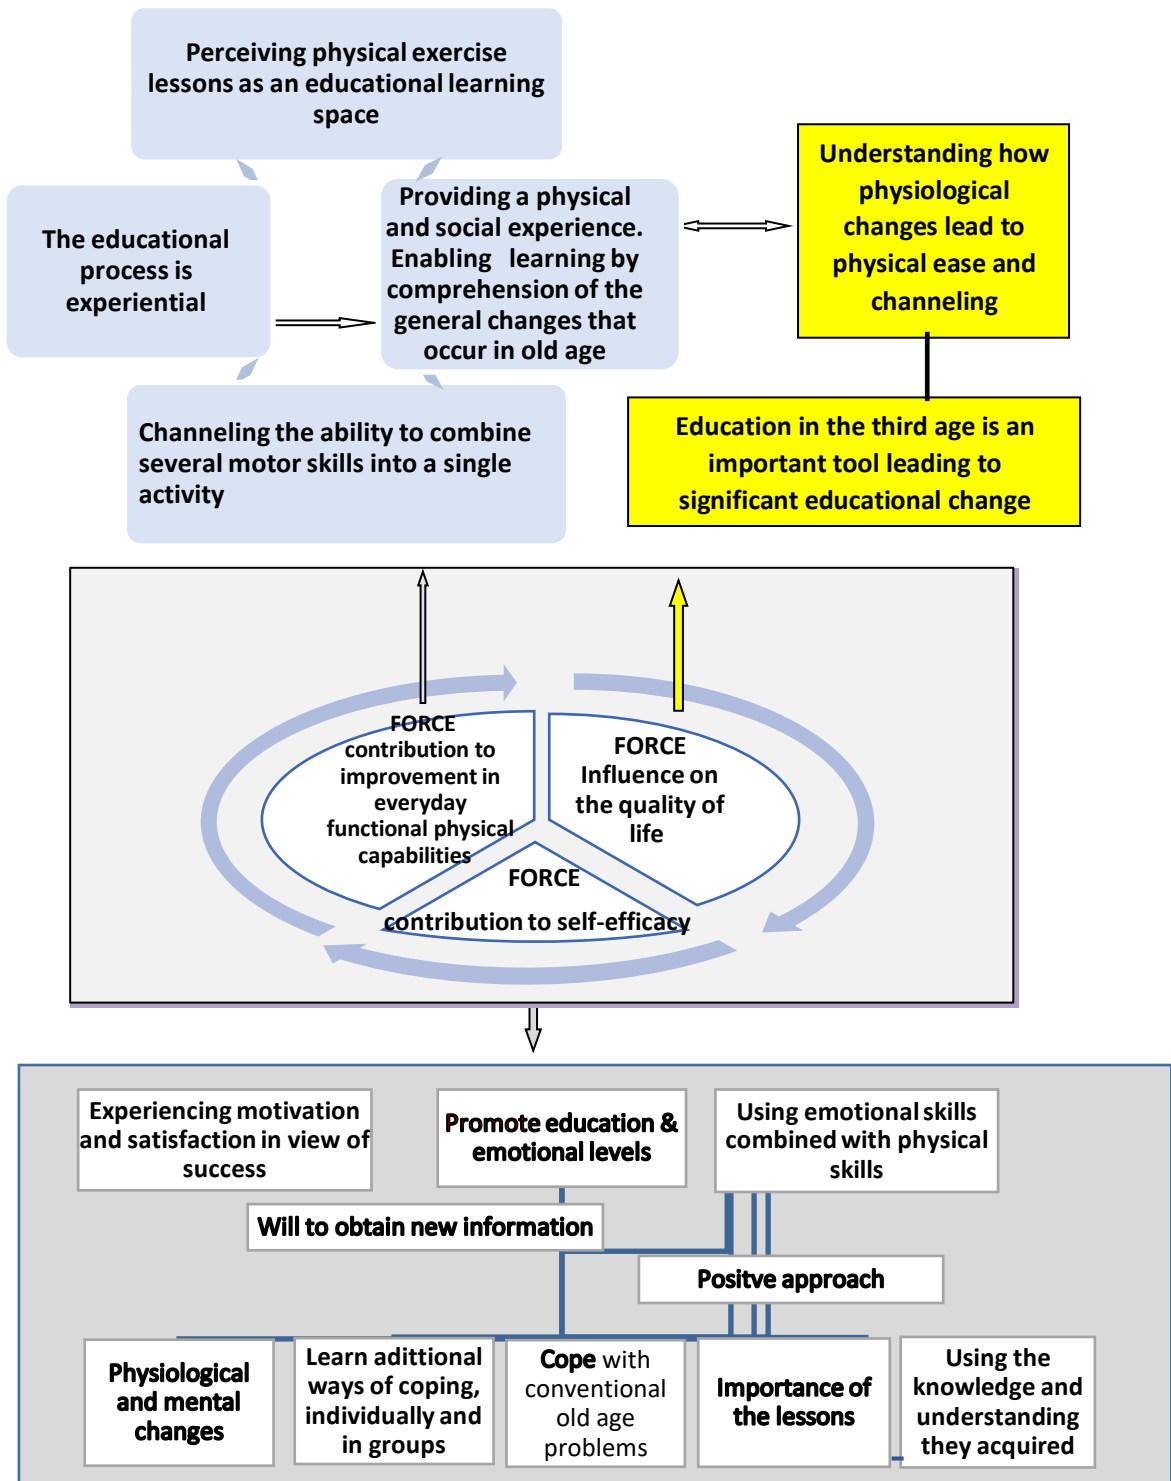 Perceiving physical exercise
lessons as an educational learning
space
Understanding how
physiological
changes lead to
physical ease and
channeling
The educational
process is
experiential
Providing a physical
and social experience.
Enabling learning by
comprehension of the
general changes that
occur in old age
Channeling the ability to combine
several motor skills into a single
activity
Education in the third age is an
important tool leading to
significant educational change
FORCE
contribution to
improvement in
everyday
functional physical
capabilities
FORCE
Influence on
the quality of
life
FORCE
contribution to self-efficacy
Experiencing motivation
and satisfaction in view of
success
Promote education &
emotional levels
Using emotional skills
combined with physical
skills
Will to obtain new information
Positve approach
Physiological
and mental
changes
Learn adittional
ways of coping,
individually and
in groups
Cope with
conventional
old age
problems
Importance of
the lessons
Using the
knowledge and
understanding
they acquired